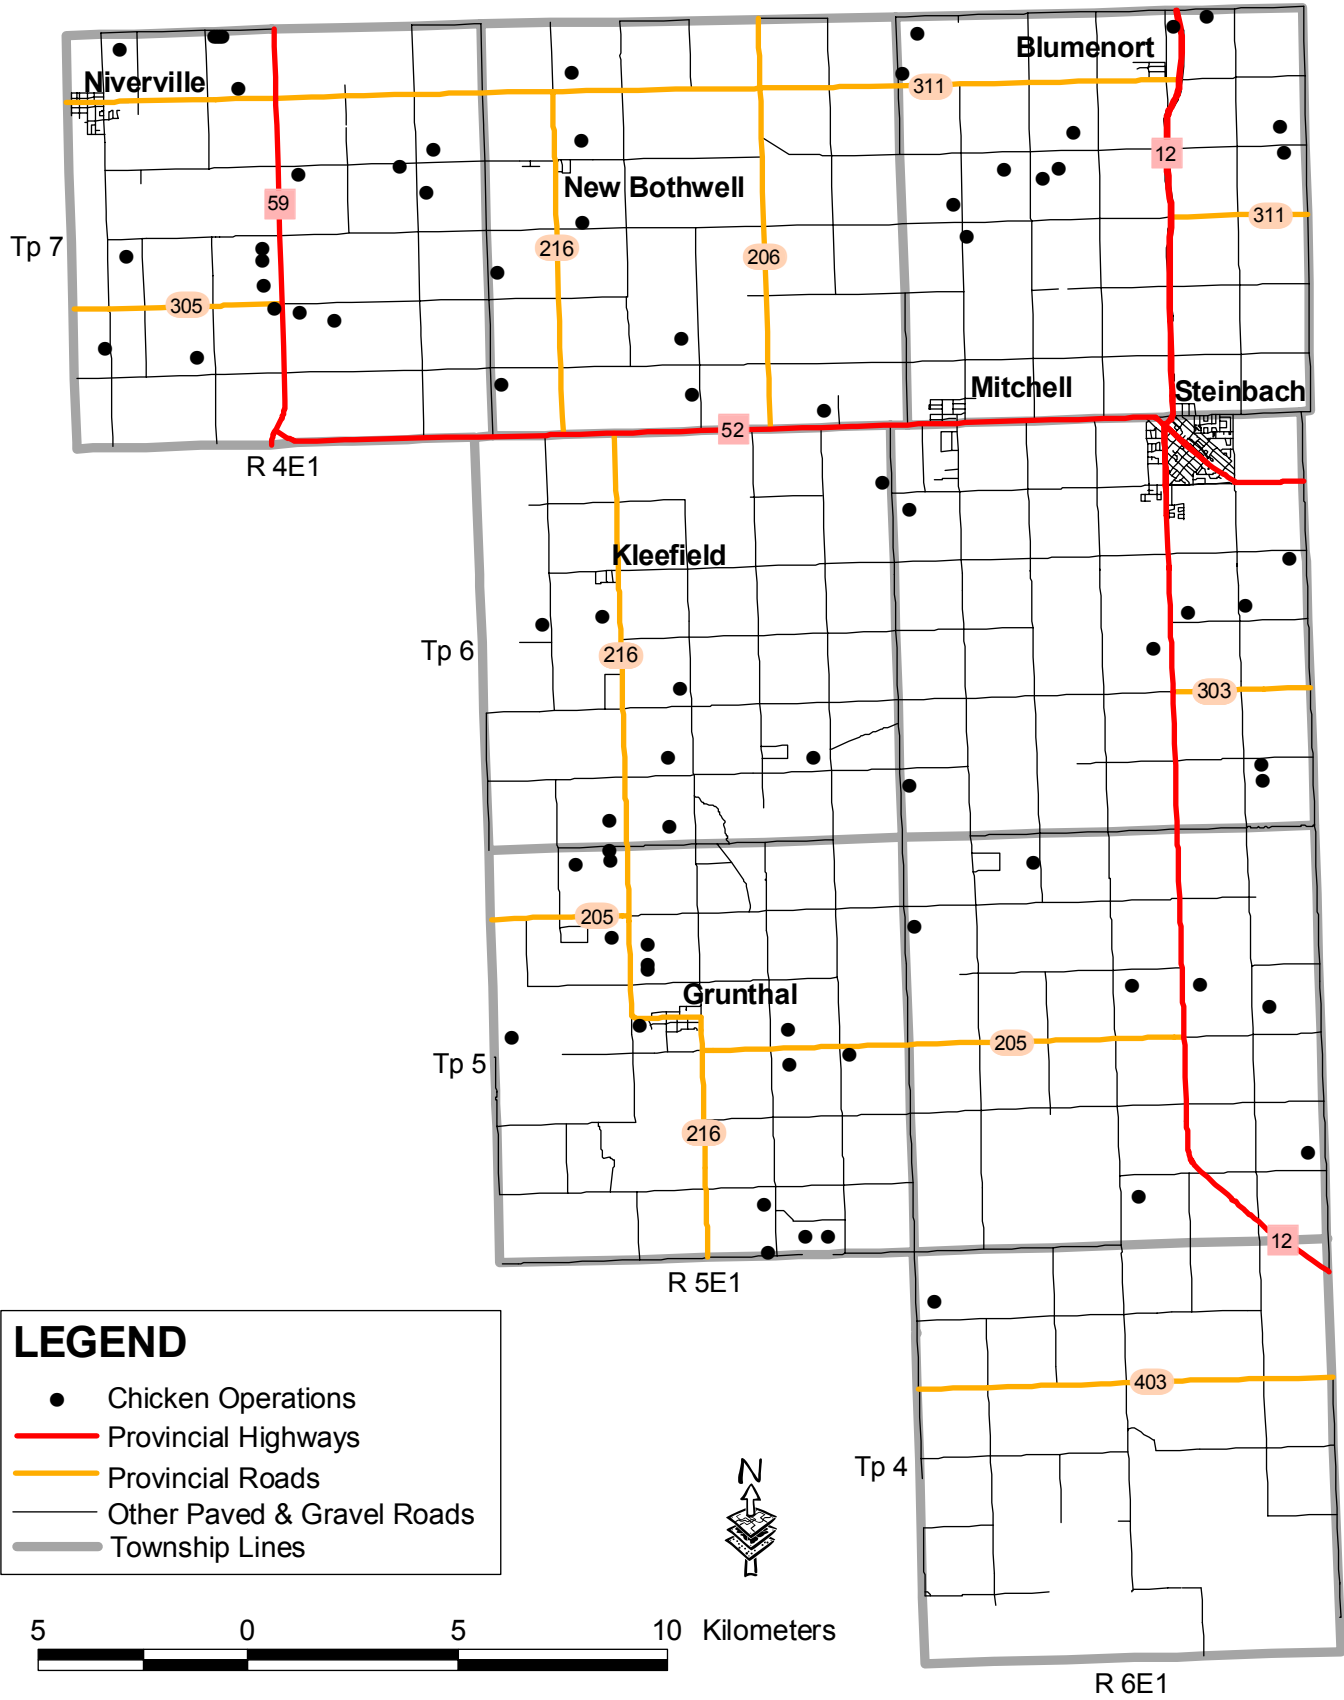 Blumenort
Niverville
311
12
New Bothwell
59
311
Tp 7
216
206
305
Mitchell
Steinbach
52
R 4E1
Kleefield
Tp 6
216
303
205
Grunthal
205
Tp 5
216
12
R 5E1
LEGEND
Chicken Operations
Provincial Highways
Provincial Roads
Other Paved & Gravel Roads
Township Lines
403
N
Tp 4
5 0 5 10 Kilometers
R 6E1